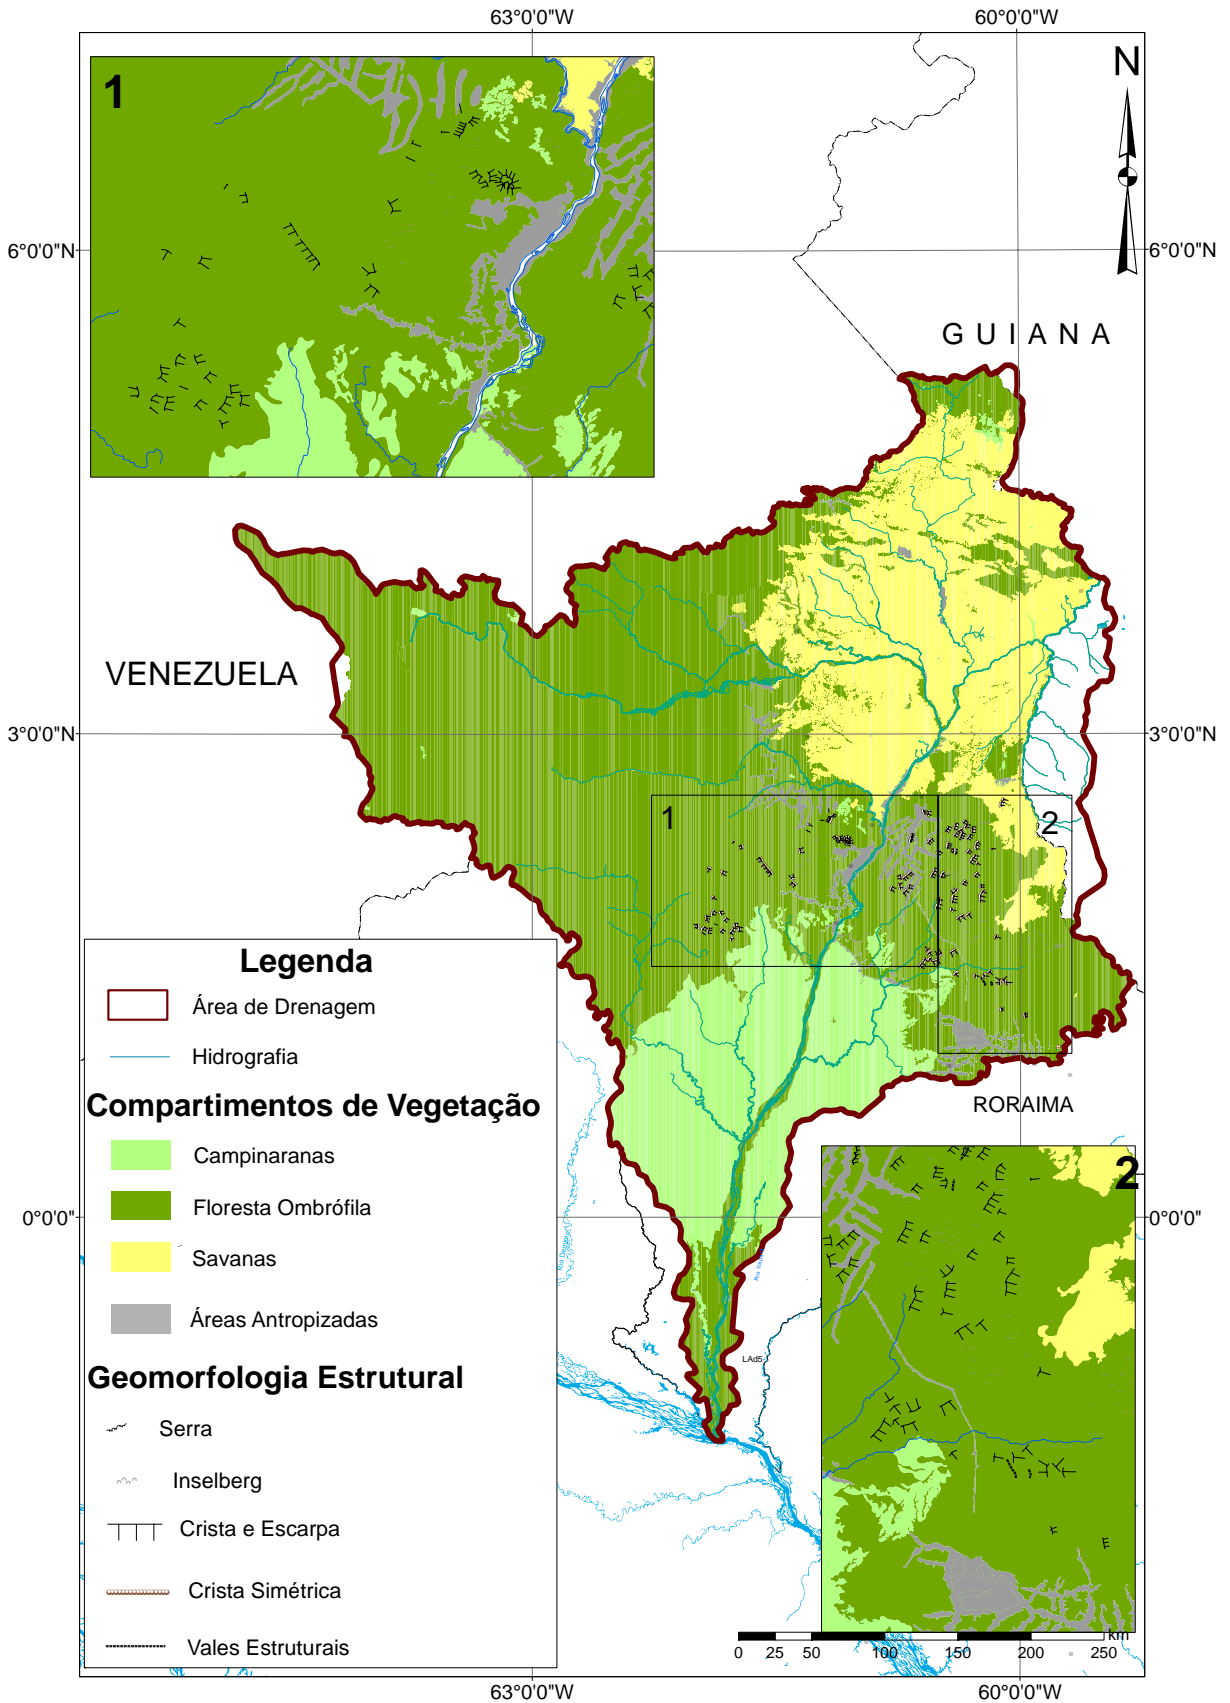 63°0'0"W
60°0'0"W
1
N
6°0'0"N
6°0'0"N
GUIANA
VENEZUELA
3°0'0"N
3°0'0"N
1
2
Legenda
Área de Drenagem
Hidrografia
Compartimentos de Vegetação
Campinaranas
Floresta Ombrófila
Savanas
Áreas Antropizadas
Geomorfologia Estrutural
Serra
Inselberg
Crista e Escarpa
Crista Simétrica
Vales Estruturais
RORAIMA
2
0°0'0"
0°0'0"
LAd5
km
0 25 50 100 150 200 250
63°0'0"W
60°0'0"W